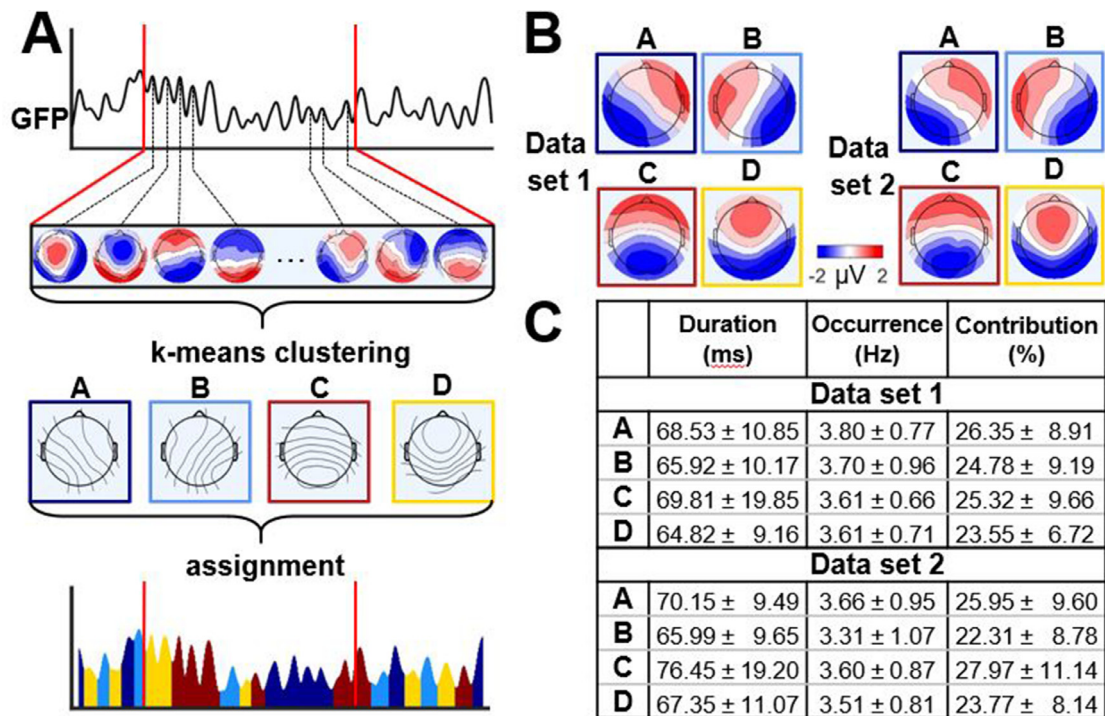 A
GFP
...
k-means clustering
A B C D
assignment
B
A B A B
Data set 1
Data set 2
C D C D
-2 µV 2
C
Duration (ms) Occurrence (Hz) Contribution (%)
Data set 1
A 68.53 ± 10.85 3.80 ± 0.77 26.35 ± 8.91
B 65.92 ± 10.17 3.70 ± 0.96 24.78 ± 9.19
C 69.81 ± 19.85 3.61 ± 0.66 25.32 ± 9.66
D 64.82 ± 9.16 3.61 ± 0.71 23.55 ± 6.72
Data set 2
A 70.15 ± 9.49 3.66 ± 0.95 25.95 ± 9.60
B 65.99 ± 9.65 3.31 ± 1.07 22.31 ± 8.78
C 76.45 ± 19.20 3.60 ± 0.87 27.97 ± 11.14
D 67.35 ± 11.07 3.51 ± 0.81 23.77 ± 8.14